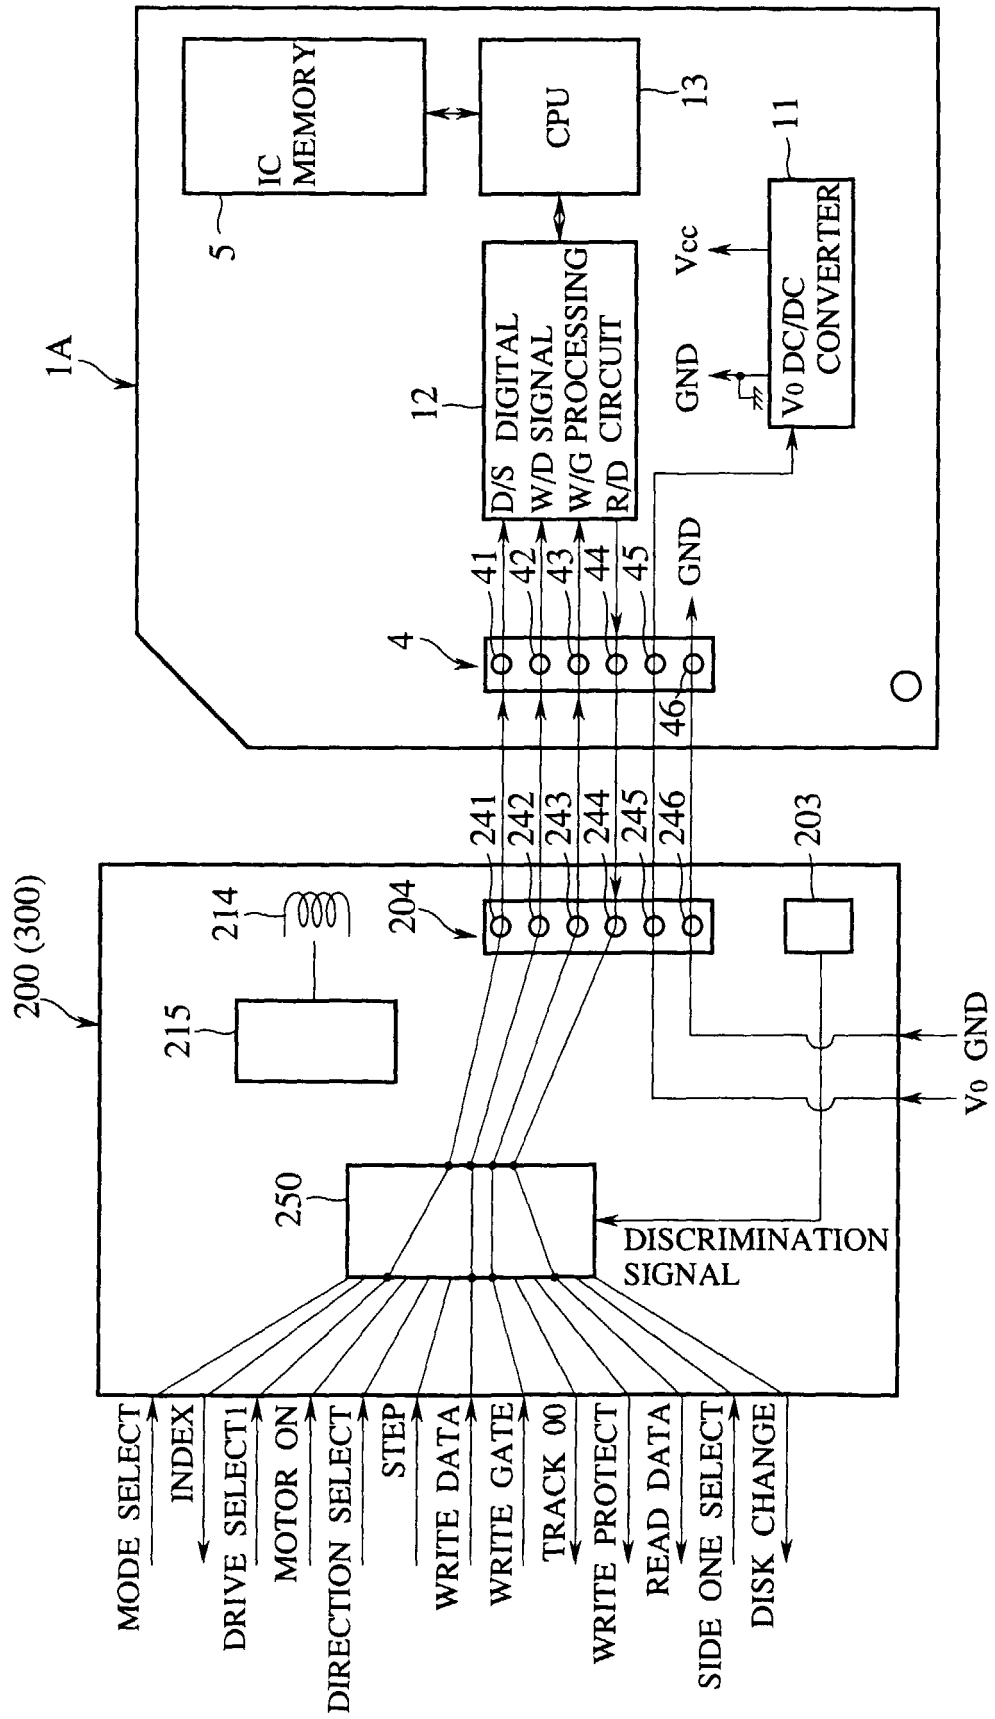 1A
5
IC
MEMORY
CPU
13
12
D/S DIGITAL
W/D SIGNAL
W/G PROCESSING
R/D CIRCUIT
Vcc
GND
11
V0 DC/DC
CONVERTER
4
41
42
43
44
45
46
GND
200 (300)
214
215
204
241
242
243
244
245
246
203
250
DISCRIMINATION
SIGNAL
V0
GND
MODE SELECT
INDEX
DRIVE SELECT1
MOTOR ON
DIRECTION SELECT
STEP
WRITE DATA
WRITE GATE
TRACK 00
WRITE PROTECT
READ DATA
SIDE ONE SELECT
DISK CHANGE